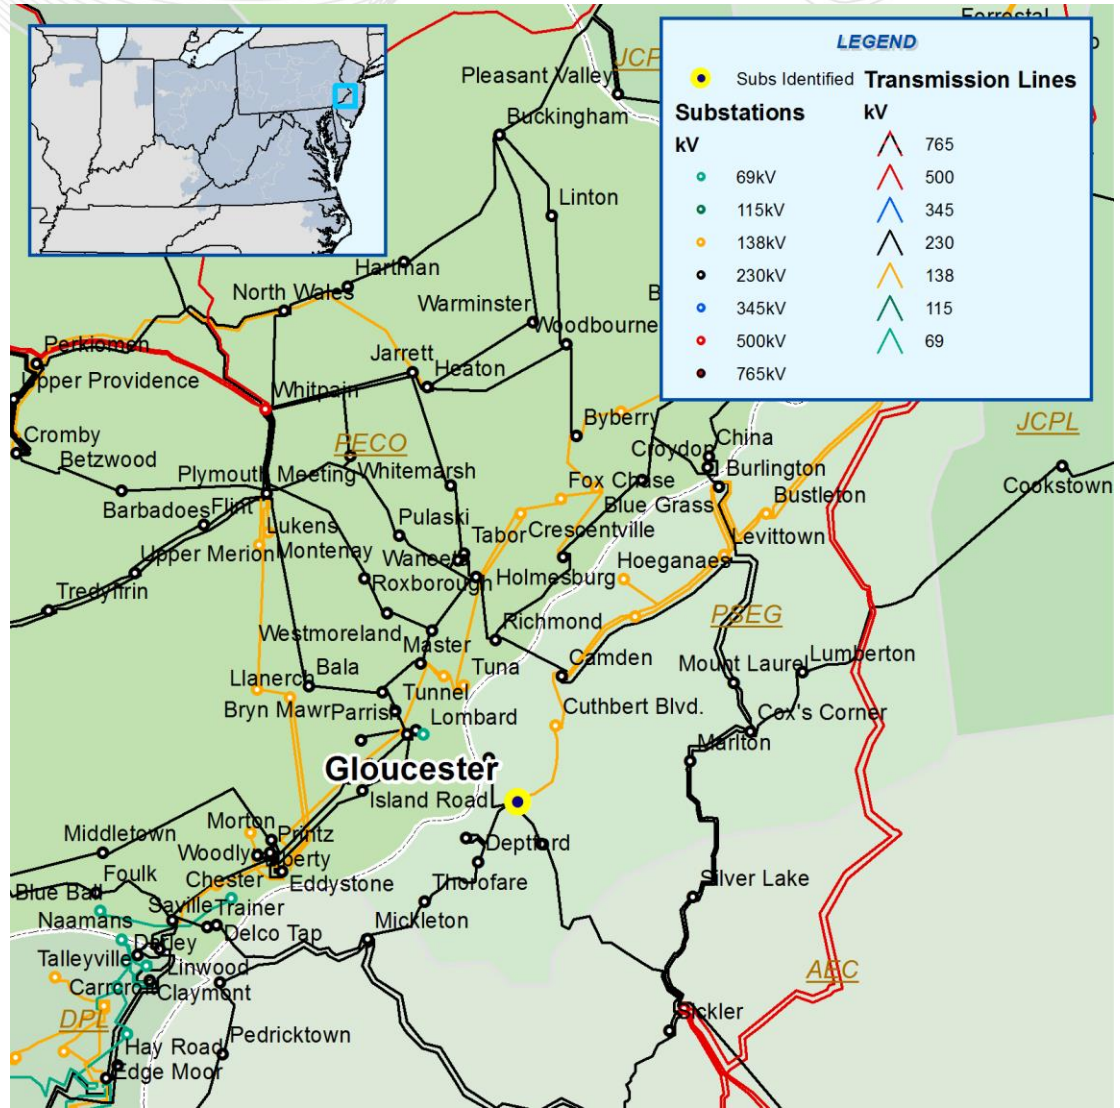 Forrestal
JCP
Pleasant Valley
Buckingham
Linton
Hartman
North Wales
Warminster
B
Woodbourne
LEGEND
Subs Identified
Transmission Lines
Substations
kV
kV
69kV
115kV
138kV
230kV
345kV
500kV
765kV
765
500
345
230
138
115
69
Perkiomen
Jarrett
Upper Providence
Heaton
Whitpain
Byberry
JCPL
Cromby
PECO
Croydon
China
Betzwood
Plymouth Meeting
Whitemarsh
Burlington
Fox Chase
Cookstown
Barbadoes
Flint
Blue Grass
Bustleton
Lukens
Pulaski
Tabor
Crescentville
Levittown
Upper Merion
Montenay
Waneeta
Hoeganaes
Tredyffrin
Roxborough
Holmesburg
Westmoreland
Richmond
PSEG
Master
Lumberton
Llanerch
Bala
Tuna
Camden
Mount Laurel
Tunnel
Bryn Mawr
Parrish
Lombard
Cuthbert Blvd.
Cox's Corner
Marlton
Gloucester
Island Road
Middletown
Morton
Printz
Deptford
Woodlyn
Liberty
Foulk
Chester
Eddystone
Silver Lake
Blue Ball
Thorofare
Naamans
Saville
Trainer
Mickleton
Delco Tap
Darley
Talleyville
Linwood
AEC
Carrcroft
Claymont
DPL
Sickler
Pedricktown
Hay Road
Edge Moor